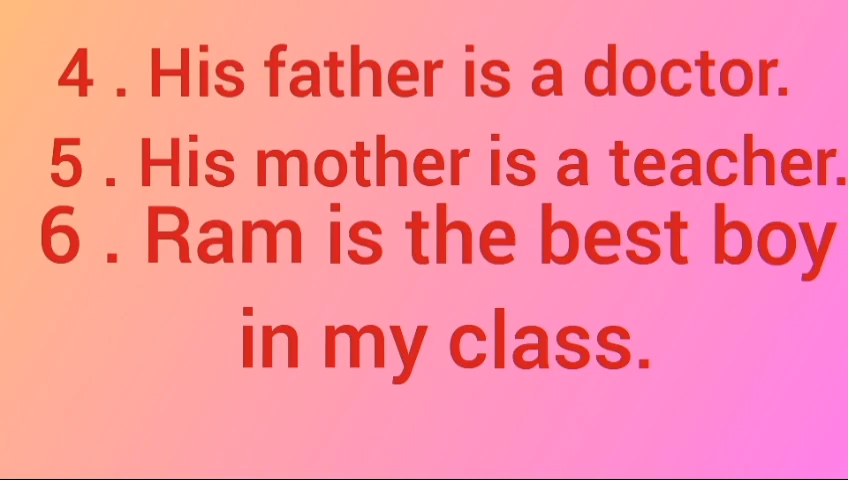 4 . His father is a doctor.
5 . His mother is a teacher.
6 . Ram is the best boy
in my class.